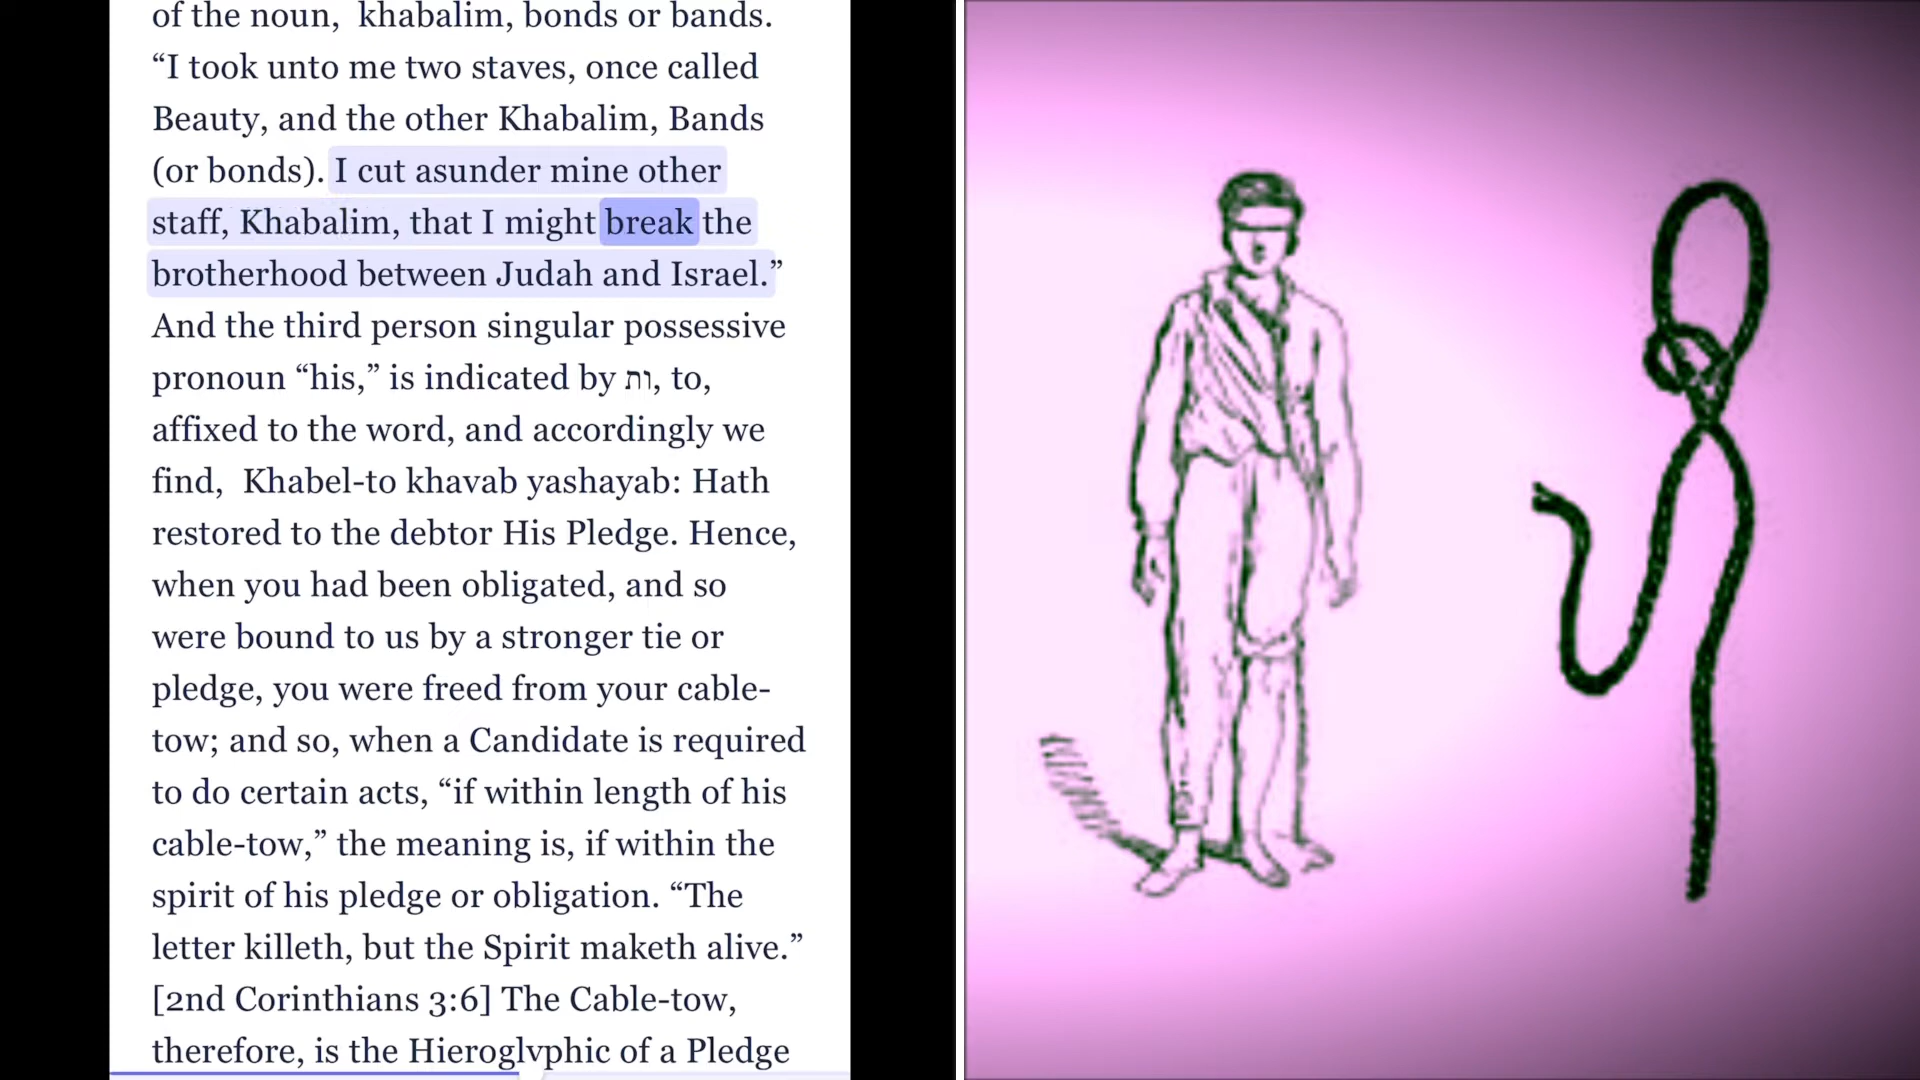 of the noun,  khabalim, bonds or bands.
“I took unto me two staves, once called
Beauty, and the other Khabalim, Bands
(or bonds). I cut asunder mine other
staff, Khabalim, that I might break the
brotherhood between Judah and Israel.”
And the third person singular possessive
pronoun “his,” is indicated by ות, to,
affixed to the word, and accordingly we
find,  Khabel-to khavab yashayab: Hath
restored to the debtor His Pledge. Hence,
when you had been obligated, and so
were bound to us by a stronger tie or
pledge, you were freed from your cable-
tow; and so, when a Candidate is required
to do certain acts, “if within length of his
cable-tow,” the meaning is, if within the
spirit of his pledge or obligation. “The
letter killeth, but the Spirit maketh alive.”
[2nd Corinthians 3:6] The Cable-tow,
therefore, is the Hieroglyphic of a Pledge